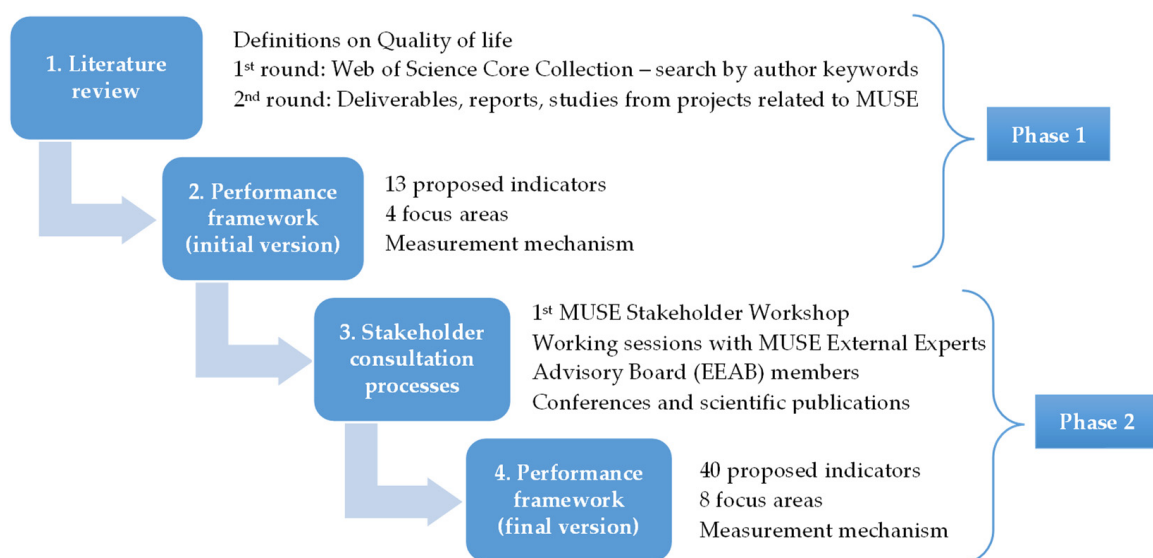 1. Literature
review
Definitions on Quality of life
1st round: Web of Science Core Collection – search by author keywords
2nd round: Deliverables, reports, studies from projects related to MUSE
Phase 1
2. Performance
framework
(initial version)
13 proposed indicators
4 focus areas
Measurement mechanism
3. Stakeholder
consultation
processes
1st MUSE Stakeholder Workshop
Working sessions with MUSE External Experts
Advisory Board (EEAB) members
Conferences and scientific publications
Phase 2
4. Performance
framework
(final version)
40 proposed indicators
8 focus areas
Measurement mechanism